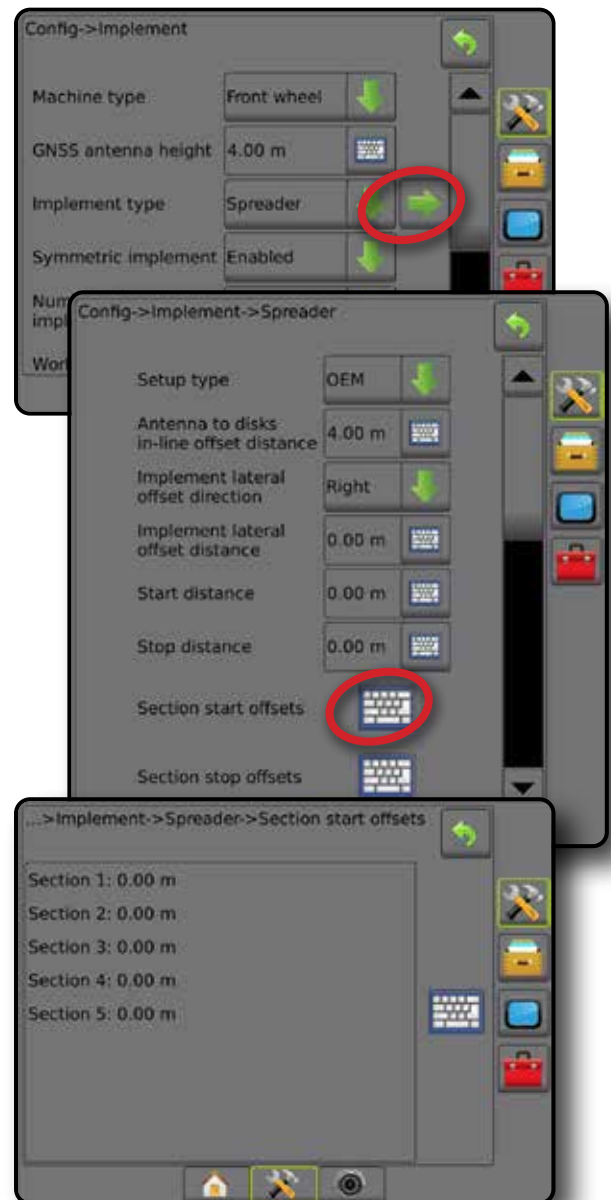 Config->Implement
Machine type Front wheel
GNSS antenna height 4.00 m
Implement type Spreader
Symmetric implement Enabled
Config->Implement->Spreader
Setup type OEM
Antenna to disks
in-line offset distance 4.00 m
Implement lateral
offset direction Right
Implement lateral
offset distance 0.00 m
Start distance 0.00 m
Stop distance 0.00 m
Section start offsets
Section stop offsets
...>Implement->Spreader->Section start offsets
Section 1: 0.00 m
Section 2: 0.00 m
Section 3: 0.00 m
Section 4: 0.00 m
Section 5: 0.00 m